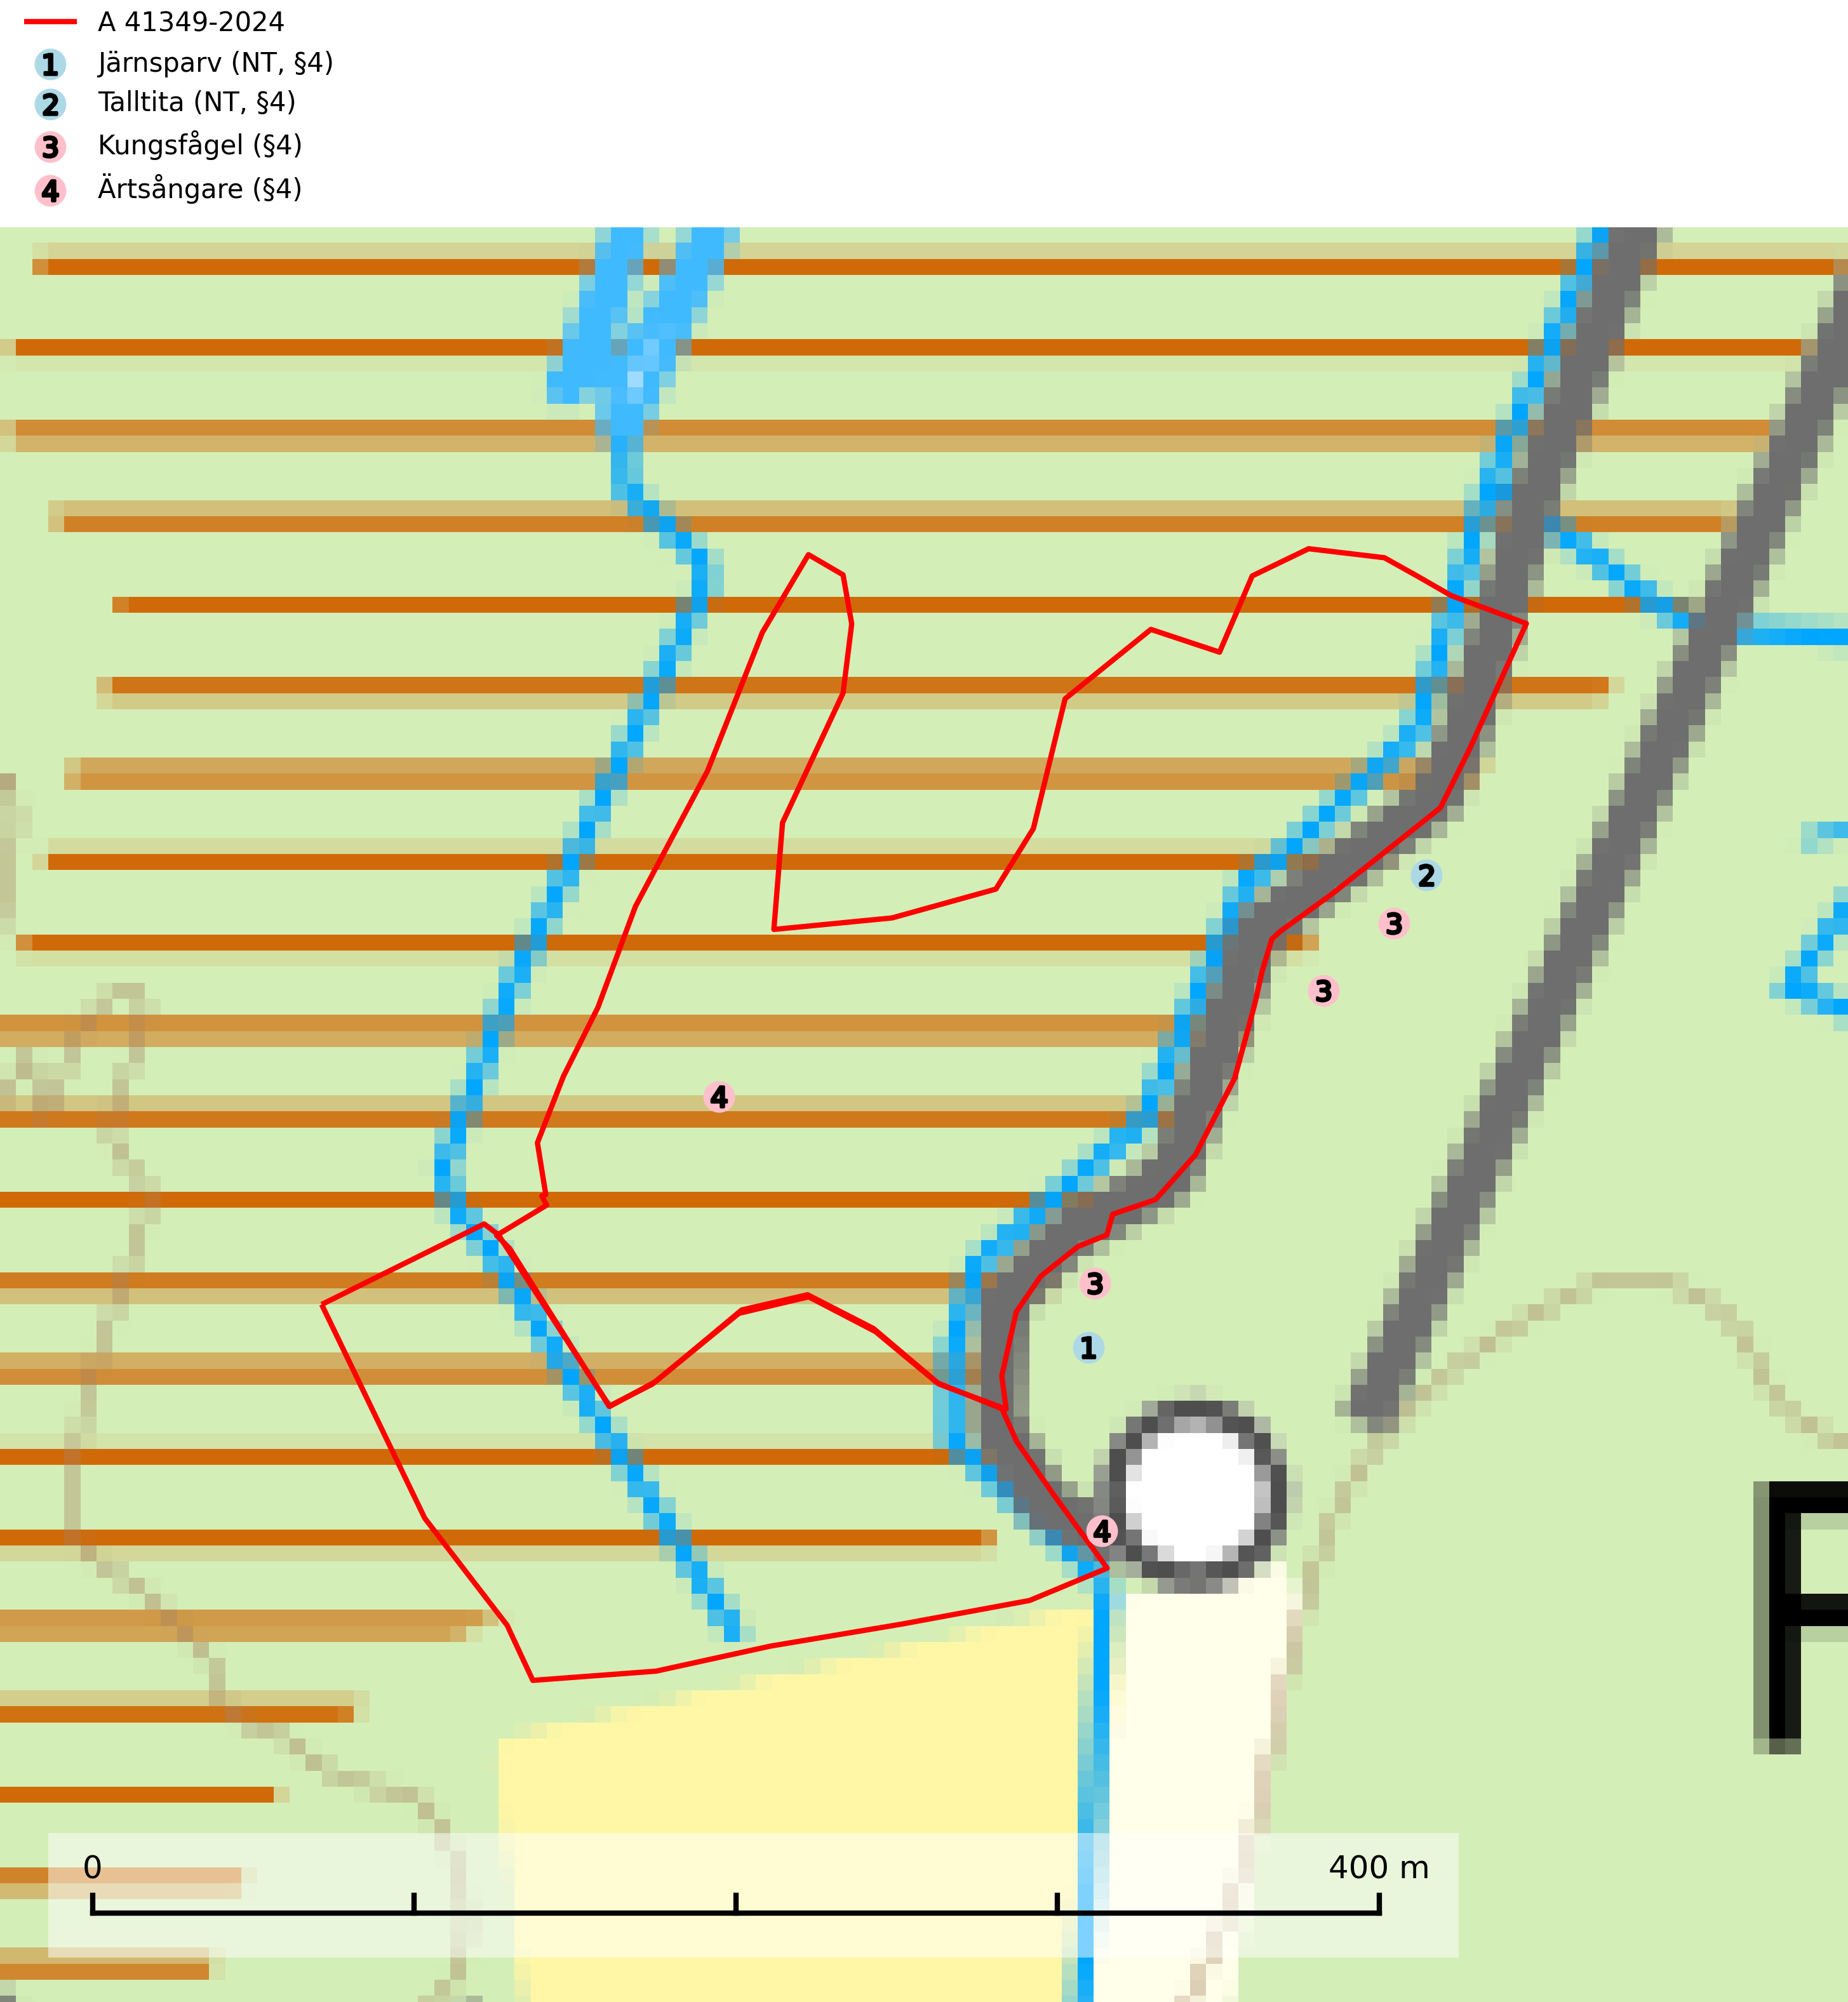 A 41349-2024
1 Järnsparv (NT, §4)
2 Talltita (NT, §4)
3 Kungsfågel (§4)
4 Ärtsångare (§4)
2
3
3
4
3
1
4
0 400 m